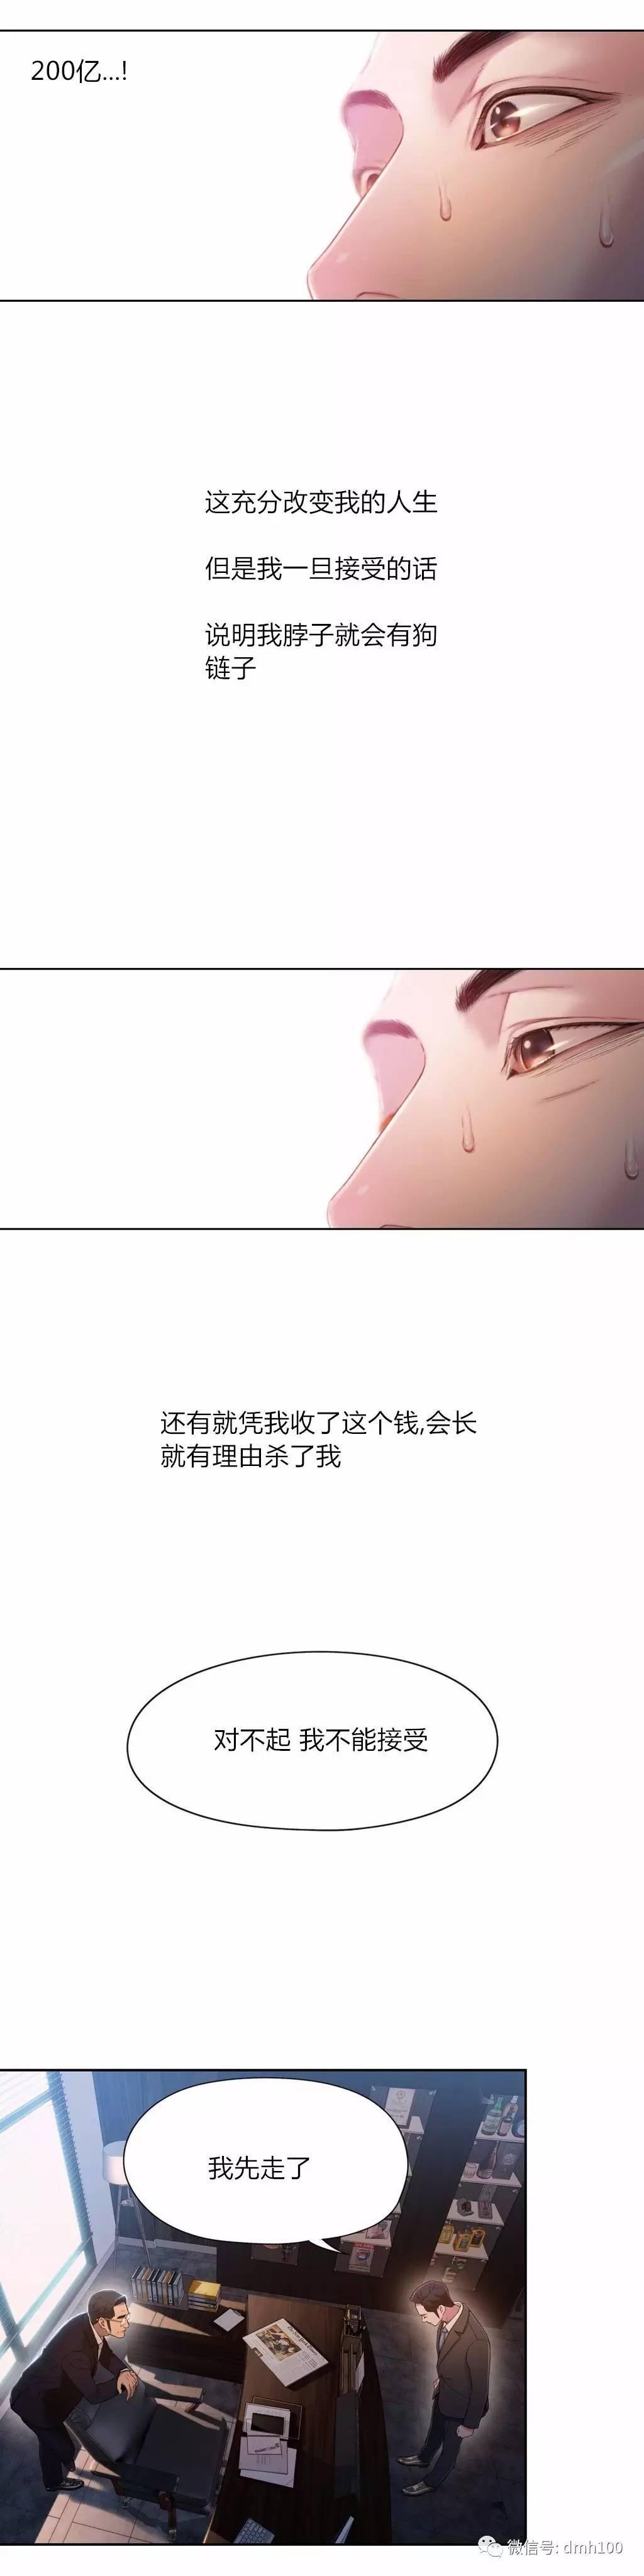 200亿...!
这充分改变我的人生
但是我一旦接受的话
说明我脖子就会有狗
链子
还有就凭我收了这个钱,会长
就有理由杀了我
对不起 我不能接受
我先走了
微信号: dmh100